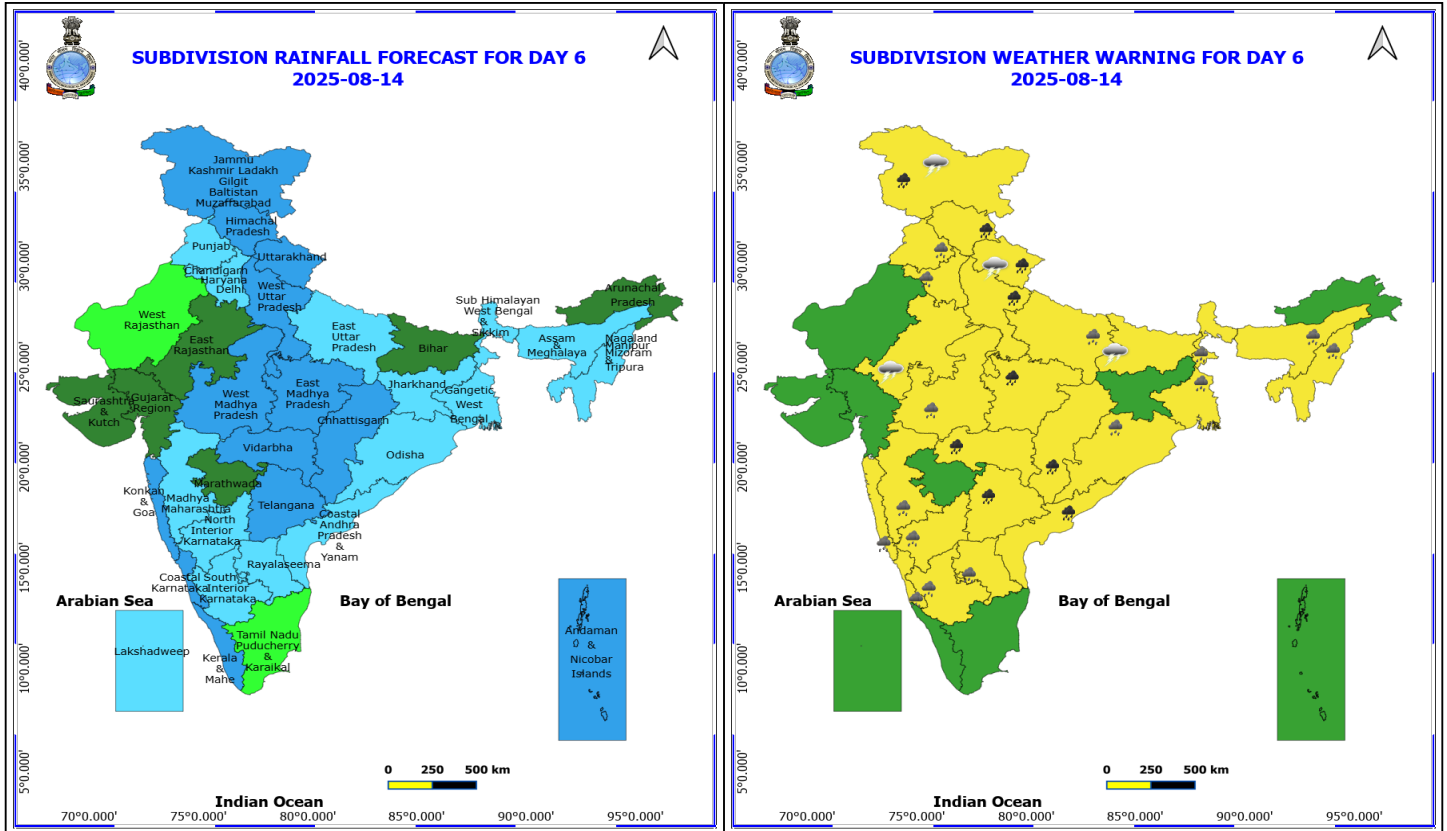 SUBDIVISION RAINFALL FORECAST FOR DAY 6
2025-08-14
40°0.000'
35°0.000'
30°0.000'
25°0.000'
20°0.000'
15°0.000'
10°0.000'
5°0.000'
Jammu
Kashmir Ladakh
Gilgit
Baltistan
Muzaffarabad
Himachal
Pradesh
Punjab
Uttarakhand
Chandigarh
Haryana
Delhi
West
Uttar
Pradesh
West
Rajasthan
East
Rajasthan
East
Uttar
Pradesh
Bihar
Sub Himalayan
West Bengal
&
Sikkim
Arunachal
Pradesh
Assam
&
Meghalaya
Nagaland
Manipur
Mizoram
&
Tripura
Saurashtra
&
Kutch
Gujarat
Region
West
Madhya
Pradesh
East
Madhya
Pradesh
Jharkhand
Gangetic
West
Bengal
Chhattisgarh
Vidarbha
Odisha
Konkan
&
Goa
Madhya
Maharashtra
Marathwada
Telangana
North
Interior
Karnataka
Coastal
Andhra
Pradesh
&
Yanam
Rayalaseema
Coastal
Karnataka
South
Interior
Karnataka
Arabian Sea
Bay of Bengal
Lakshadweep
Kerala
&
Mahe
Tamil Nadu
Puducherry
&
Karaikal
Andaman
&
Nicobar
Islands
0 250 500 km
Indian Ocean
70°0.000' 75°0.000' 80°0.000' 85°0.000' 90°0.000' 95°0.000'
SUBDIVISION WEATHER WARNING FOR DAY 6
2025-08-14
40°0.000'
35°0.000'
30°0.000'
25°0.000'
20°0.000'
15°0.000'
10°0.000'
5°0.000'
Arabian Sea
Bay of Bengal
0 250 500 km
Indian Ocean
70°0.000' 75°0.000' 80°0.000' 85°0.000' 90°0.000' 95°0.000'